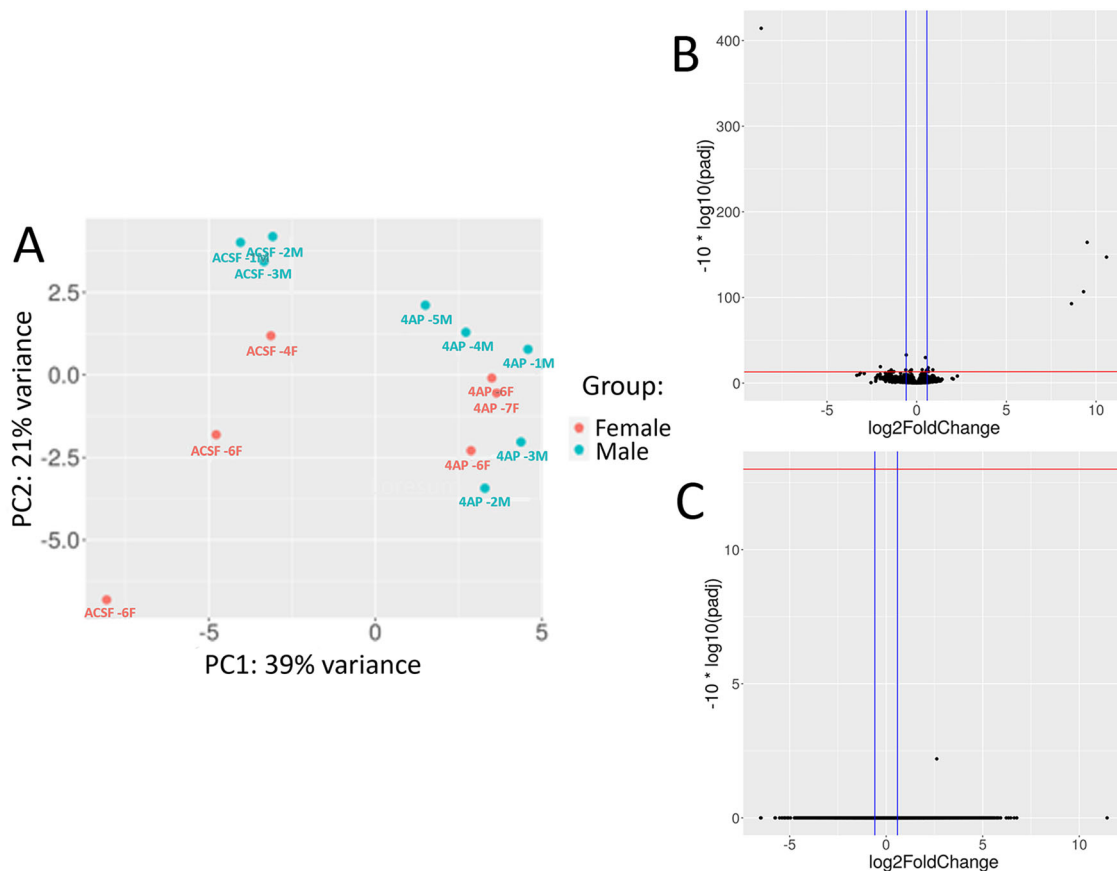 A
PC2: 21% variance
2.5
0.0
-2.5
-5.0
ACSF -1M
ACSF -2M
ACSF -3M
ACSF -4F
ACSF -6F
ACSF -6F
4AP -5M
4AP -4M
4AP -1M
4AP -6F
4AP -7F
4AP -3M
4AP -6F
4AP -2M
-5
0
5
PC1: 39% variance
Group:
Female
Male
B
-10 * log10(padj)
400
300
200
100
0
-5
0
5
10
log2FoldChange
C
-10 * log10(padj)
10
5
0
-5
0
5
10
log2FoldChange